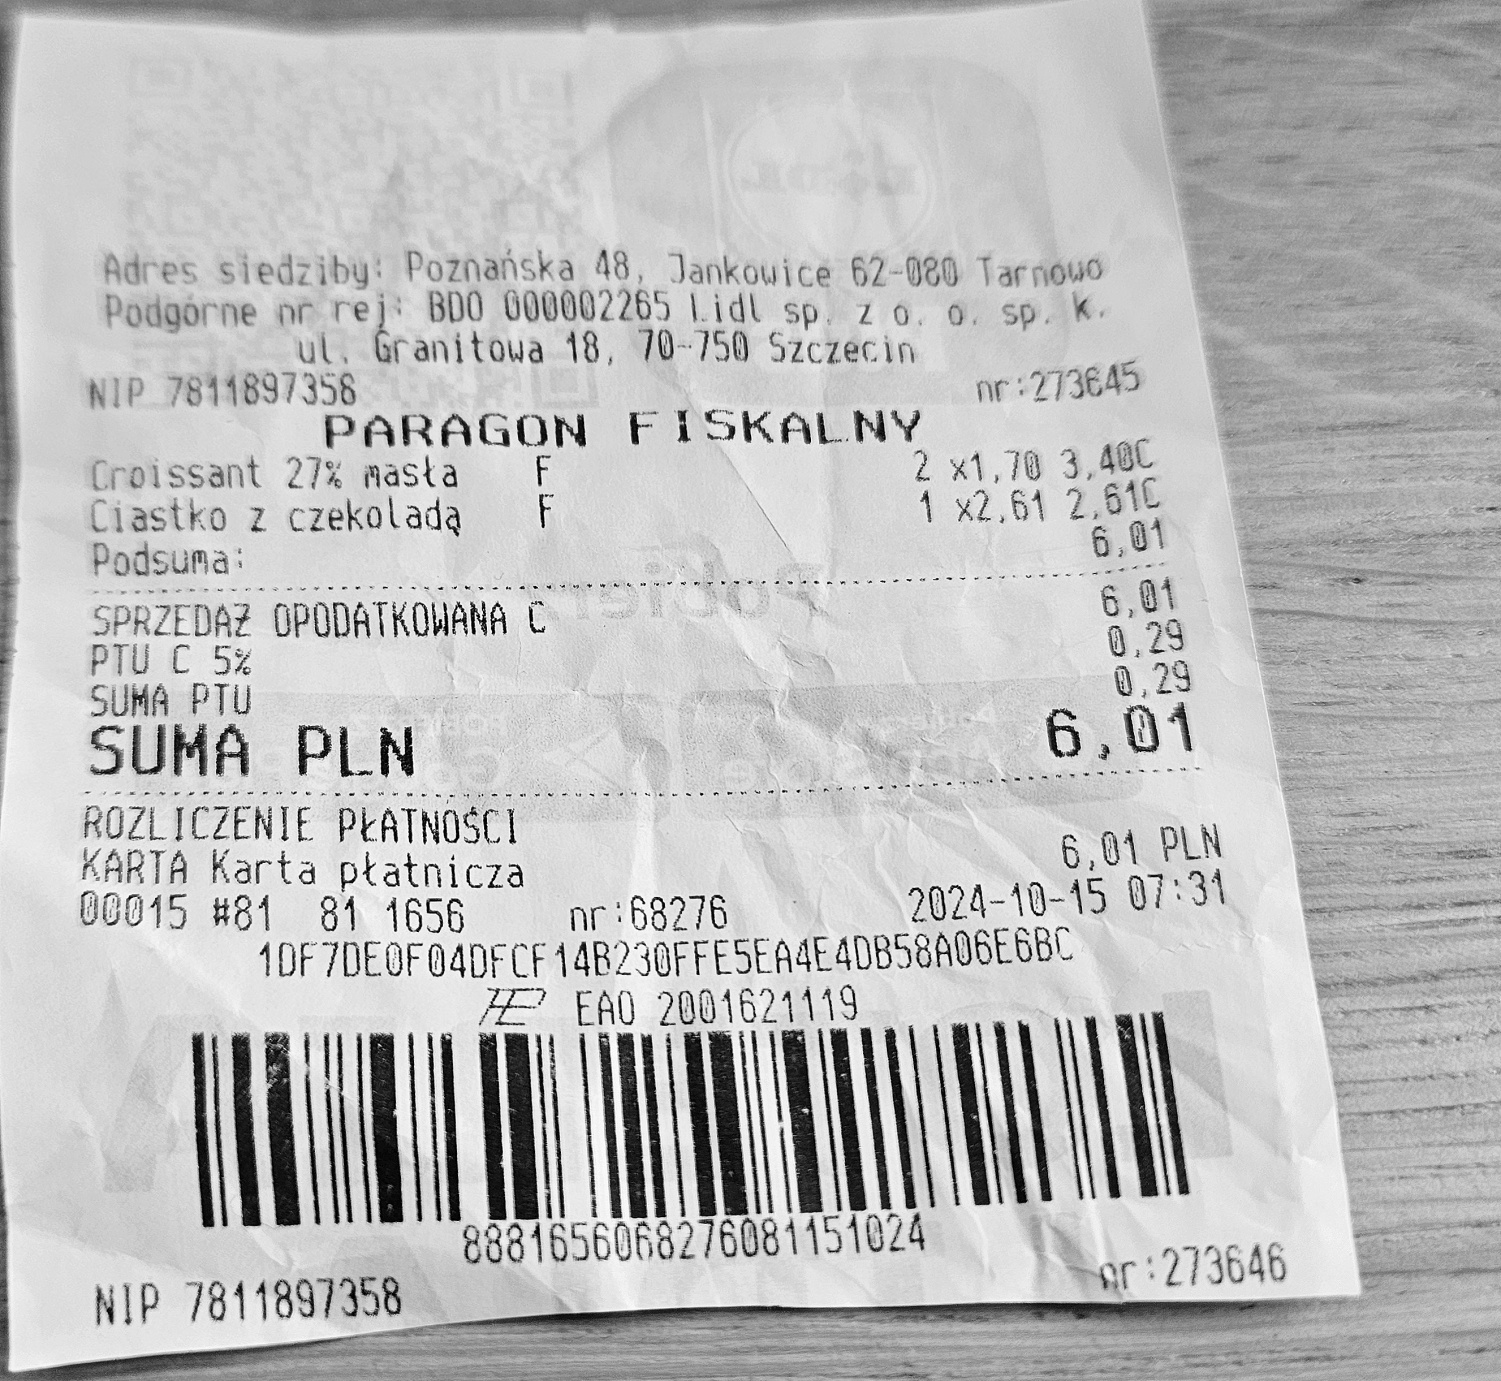 Adres siedziby: Poznańska 48, Jankowice 62-080 Tarnowo
Podgórne nr rej: BDO 000002265 Lidl sp. z o. o. sp. k.
ul. Granitowa 18, 70-750 Szczecin
NIP 7811897358 nr:273645
PARAGON FISKALNY
Croissant 27% masła F 2 x1,70 3,40C
Ciastko z czekoladą F 1 x2,61 2,61C
Podsuma: 6,01
SPRZEDAŻ OPODATKOWANA C 6,01
PTU C 5% 0,29
SUMA PTU 0,29
SUMA PLN 6,01
ROZLICZENIE PŁATNOŚCI
KARTA Karta płatnicza 6,01 PLN
00015 #81 81 1656 nr:68276 2024-10-15 07:31
1DF7DE0F04DFCF14B230FFE5EA4E4DB58A06E6BC
EAO 2001621119
8881656068276081151024
NIP 7811897358 nr:273646